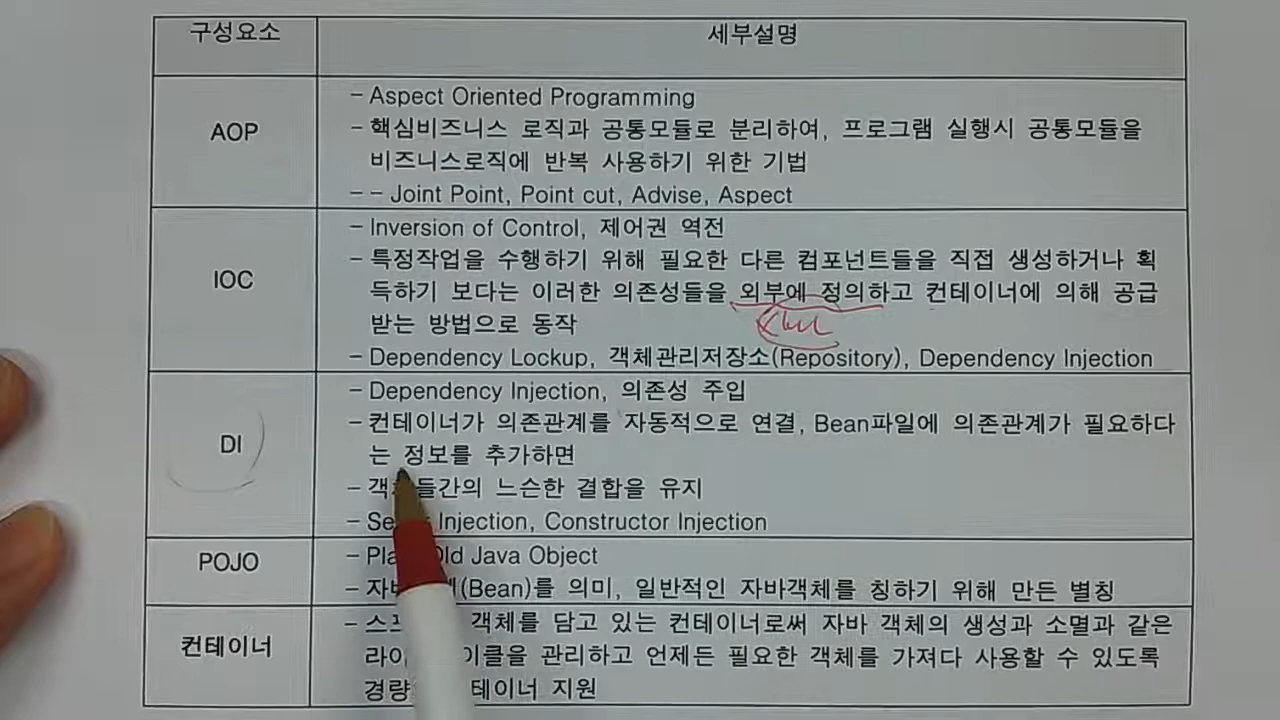 구성요소 세부설명
AOP
- Aspect Oriented Programming
- 핵심비즈니스 로직과 공통모듈로 분리하여, 프로그램 실행시 공통모듈을
비즈니스로직에 반복 사용하기 위한 기법
- - Joint Point, Point cut, Advise, Aspect
IOC
- Inversion of Control, 제어권 역전
- 특정작업을 수행하기 위해 필요한 다른 컴포넌트들을 직접 생성하거나 획
득하기 보다는 이러한 의존성들을 외부에 정의하고 컨테이너에 의해 공급
받는 방법으로 동작
- Dependency Lockup, 객체관리저장소(Repository), Dependency Injection
DI
- Dependency Injection, 의존성 주입
- 컨테이너가 의존관계를 자동적으로 연결, Bean파일에 의존관계가 필요하다
는 정보를 추가하면
- 느슨한 결합을 유지
- Injection, Constructor Injection
POJO
- Old Java Object
- (Bean)를 의미, 일반적인 자바객체를 칭하기 위해 만든 별칭
컨테이너
- 객체를 담고 있는 컨테이너로써 자바 객체의 생성과 소멸과 같은
관리하고 언제든 필요한 객체를 가져다 사용할 수 있도록
지원